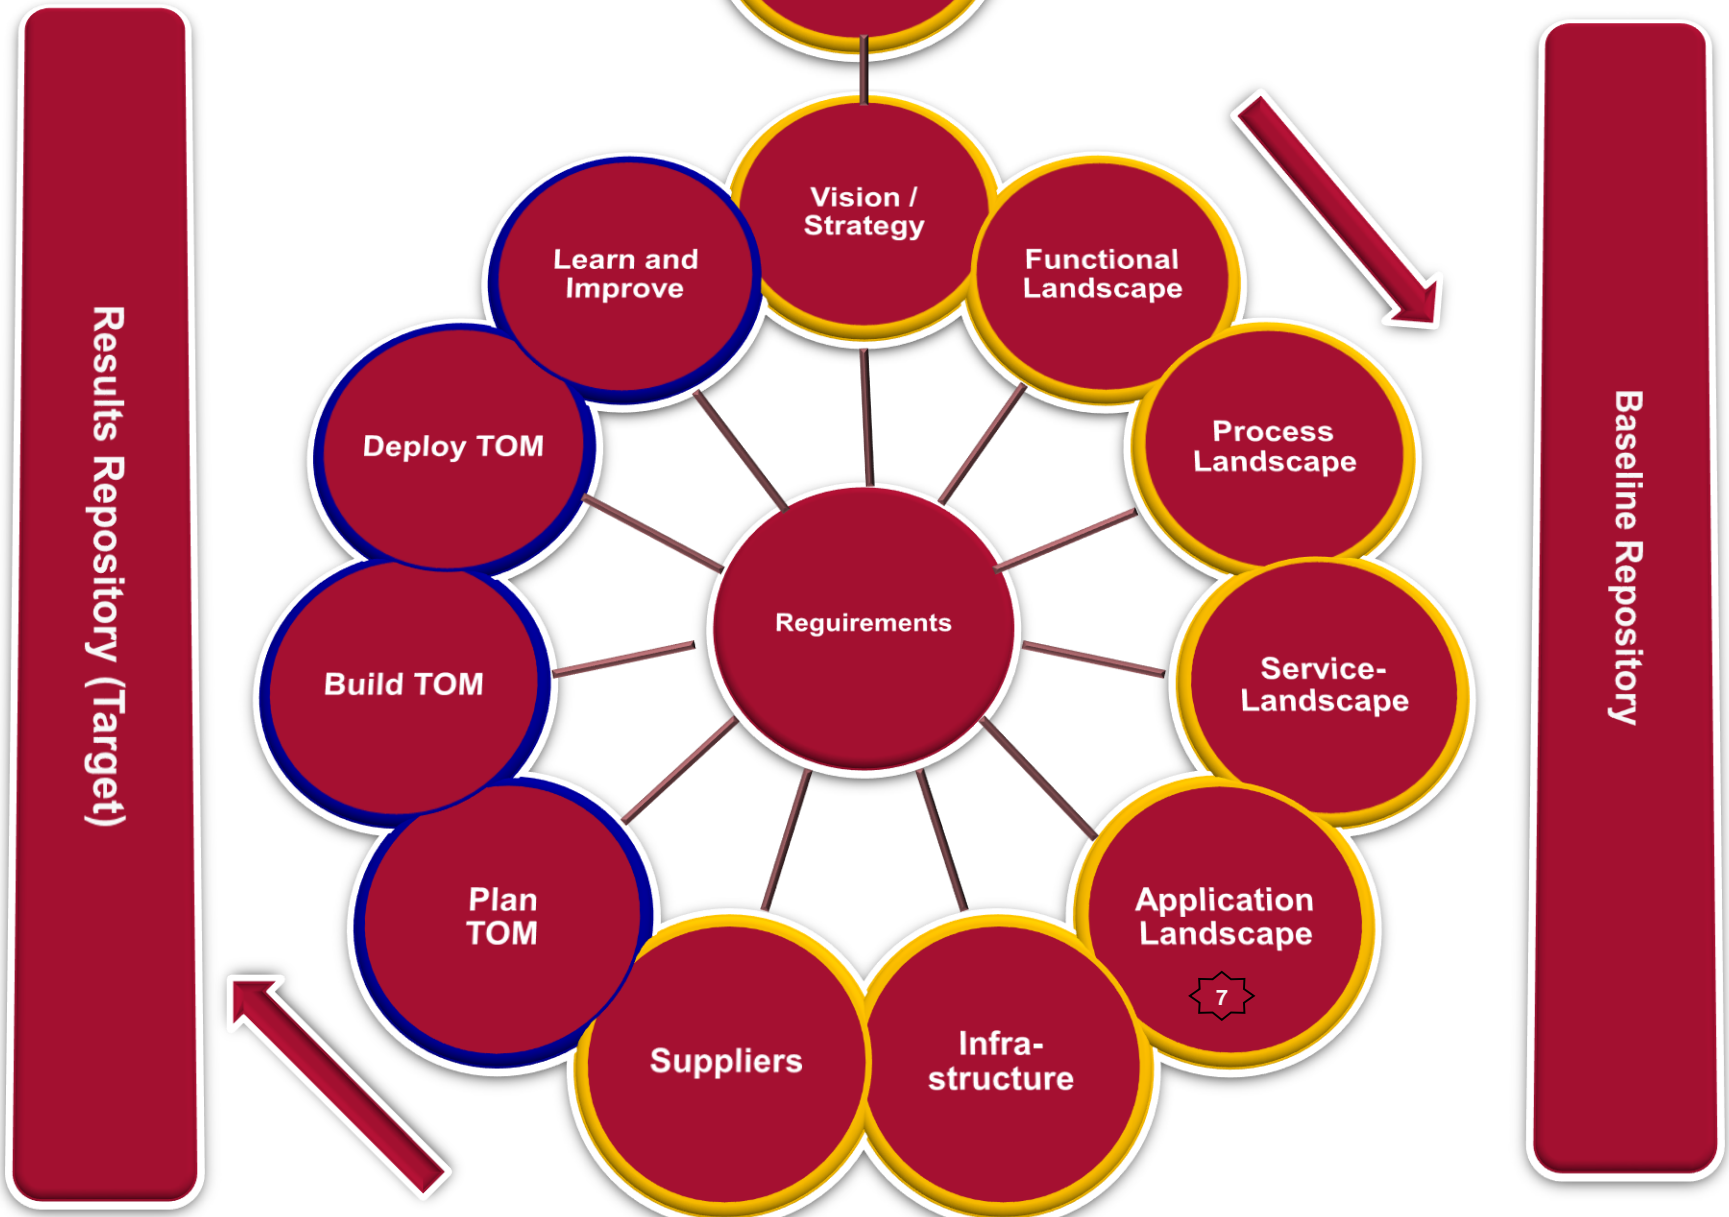 Results Repository (Target)
Vision /
Strategy
Functional
Landscape
Process
Landscape
Service-
Landscape
Application
Landscape
7
Infra-
structure
Suppliers
Plan
TOM
Build TOM
Deploy TOM
Learn and
Improve
Reguirements
Baseline Repository